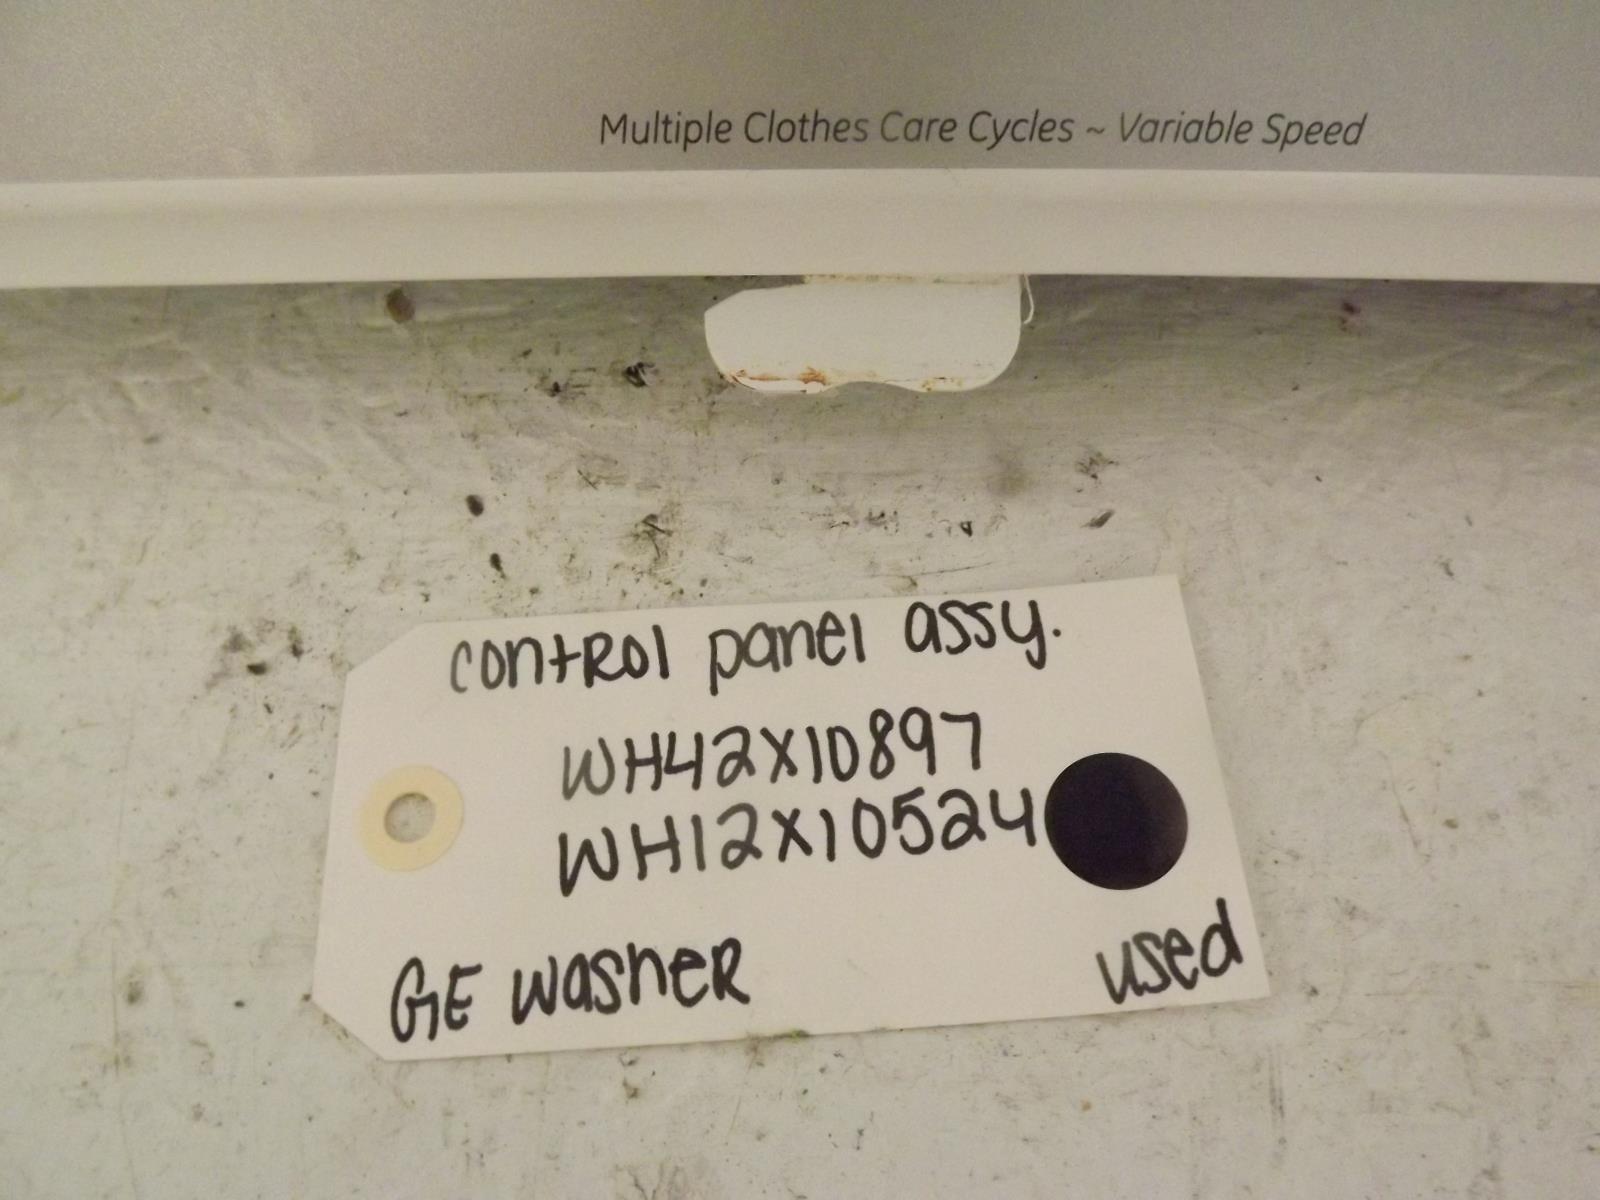 Multiple Clothes Care Cycles ~ Variable Speed
control panel assy.
WH42X10897
WH12X10524
GE washer
used